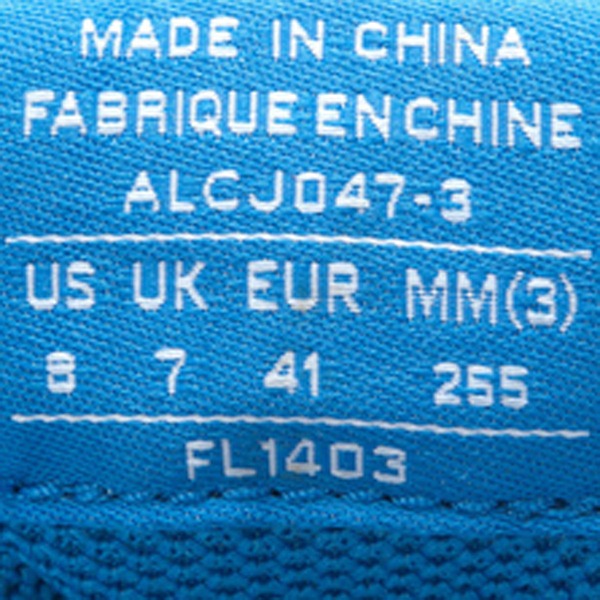 MADE IN CHINA
FABRIQUE EN CHINE
ALCJ047-3
US UK EUR MM(3)
8 7 41 255
FL1403